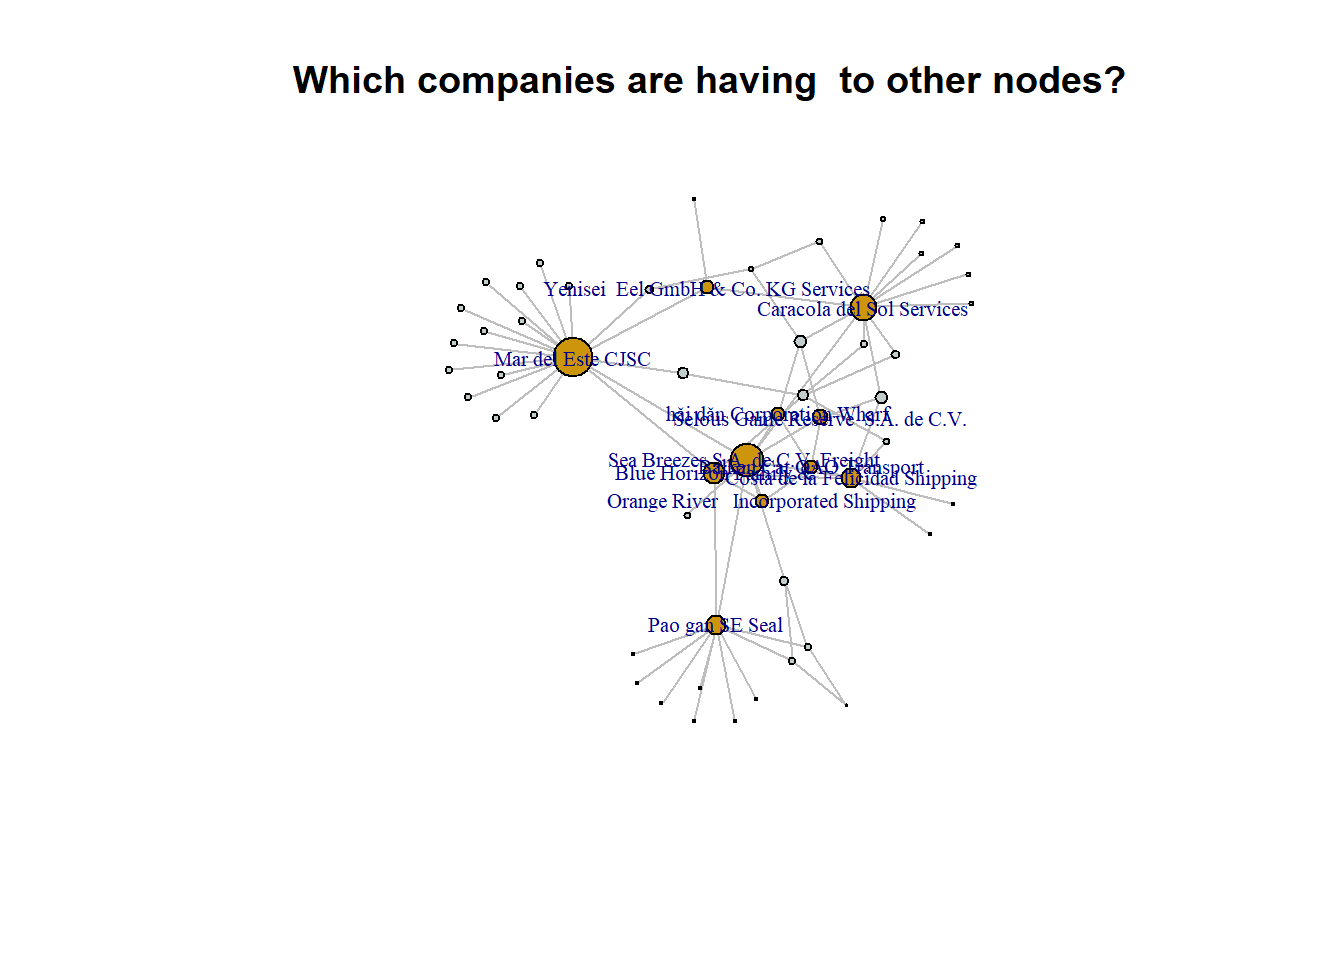 Which companies are having  to other nodes?
Yenisei  Eel GmbH & Co. KG Services
Caracola del Sol Services
Mar del Este CJSC
hǎi dǎn Corporation Wharf
Selous Game Reserve  S.A. de C.V.
Sea Breezes S.A. de C.V. Freight
OAO Transport
Blue Horizon Family
Costa de la Felicidad Shipping
Orange River   Incorporated Shipping
Pao gan SE Seal